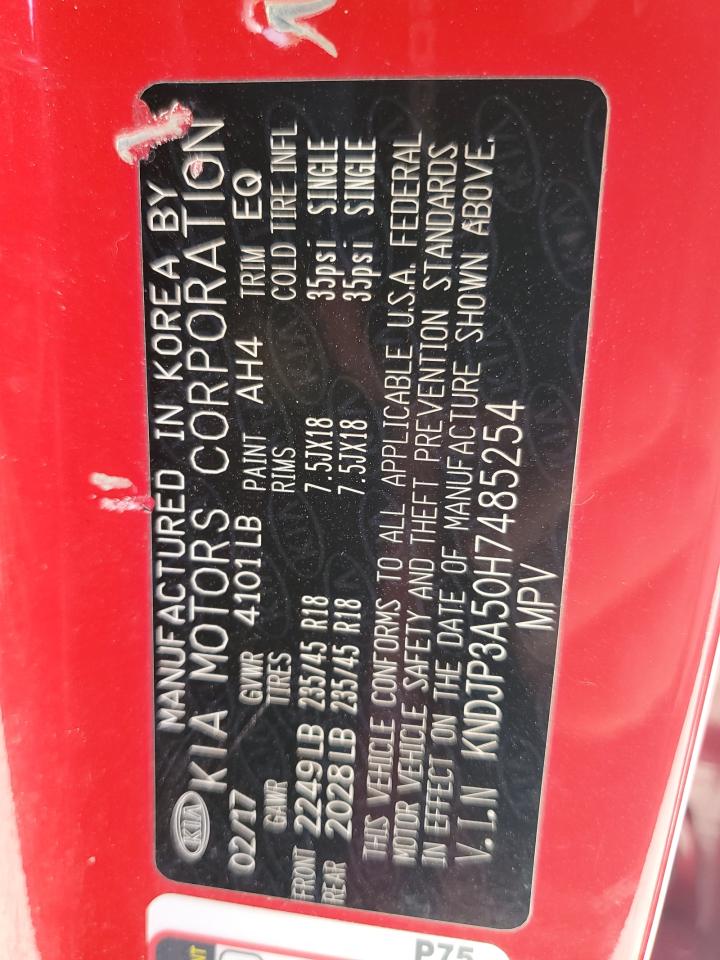 MANUFACTURED IN KOREA BY
KIA KIA MOTORS CORPORATION
02/17 GVWR 4101LB PAINT AH4 TRIM EQ
GAWR TIRES RIMS COLD TIRE INFL
FRONT 2249LB 235/45 R18 7.5JX18 35psi SINGLE
REAR 2028LB 235/45 R18 7.5JX18 35psi SINGLE
THIS VEHICLE CONFORMS TO ALL APPLICABLE U.S.A. FEDERAL
MOTOR VEHICLE SAFETY AND THEFT PREVENTION STANDARDS
IN EFFECT ON THE DATE OF MANUFACTURE SHOWN ABOVE.
V.I.N KNDJP3A50H7485254
MPV
P75